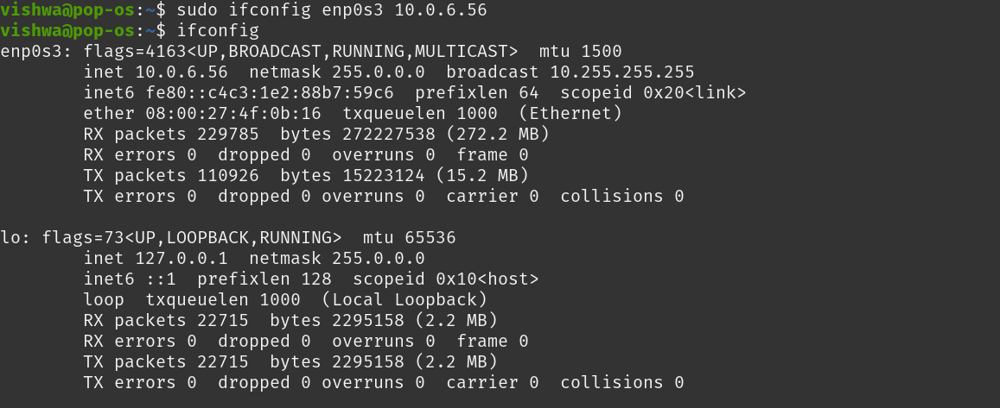 vishwa@pop-os:~$ sudo ifconfig enp0s3 10.0.6.56
vishwa@pop-os:~$ ifconfig
enp0s3: flags=4163<UP,BROADCAST,RUNNING,MULTICAST>  mtu 1500
        inet 10.0.6.56  netmask 255.0.0.0  broadcast 10.255.255.255
        inet6 fe80::c4c3:1e2:88b7:59c6  prefixlen 64  scopeid 0x20<link>
        ether 08:00:27:4f:0b:16  txqueuelen 1000  (Ethernet)
        RX packets 229785  bytes 272227538 (272.2 MB)
        RX errors 0  dropped 0  overruns 0  frame 0
        TX packets 110926  bytes 15223124 (15.2 MB)
        TX errors 0  dropped 0 overruns 0  carrier 0  collisions 0

lo: flags=73<UP,LOOPBACK,RUNNING>  mtu 65536
        inet 127.0.0.1  netmask 255.0.0.0
        inet6 ::1  prefixlen 128  scopeid 0x10<host>
        loop  txqueuelen 1000  (Local Loopback)
        RX packets 22715  bytes 2295158 (2.2 MB)
        RX errors 0  dropped 0  overruns 0  frame 0
        TX packets 22715  bytes 2295158 (2.2 MB)
        TX errors 0  dropped 0 overruns 0  carrier 0  collisions 0